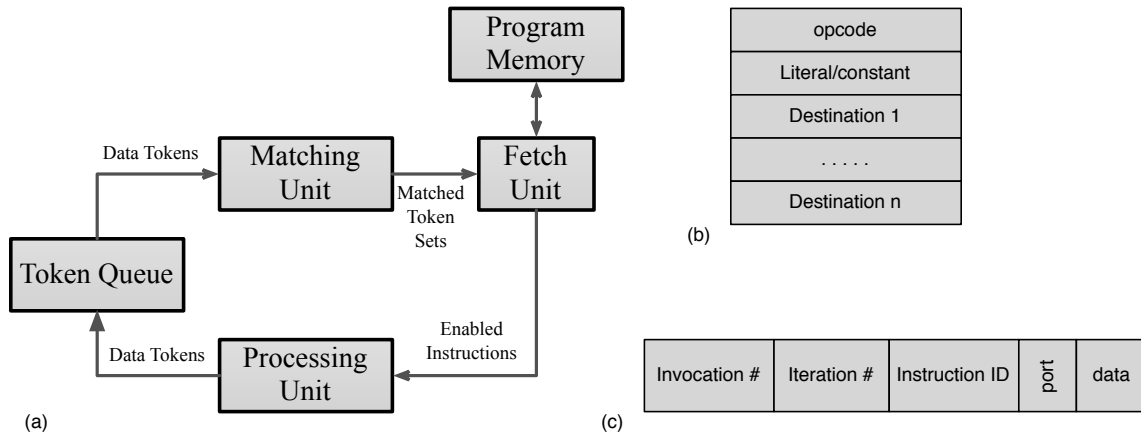 Program
Memory
Data Tokens
Matching
Unit
Matched
Token
Sets
Fetch
Unit
Token Queue
Data Tokens
Processing
Unit
Enabled
Instructions
(a)
opcode
Literal/constant
Destination 1
. . . . .
Destination n
(b)
Invocation #
Iteration #
Instruction ID
port
data
(c)